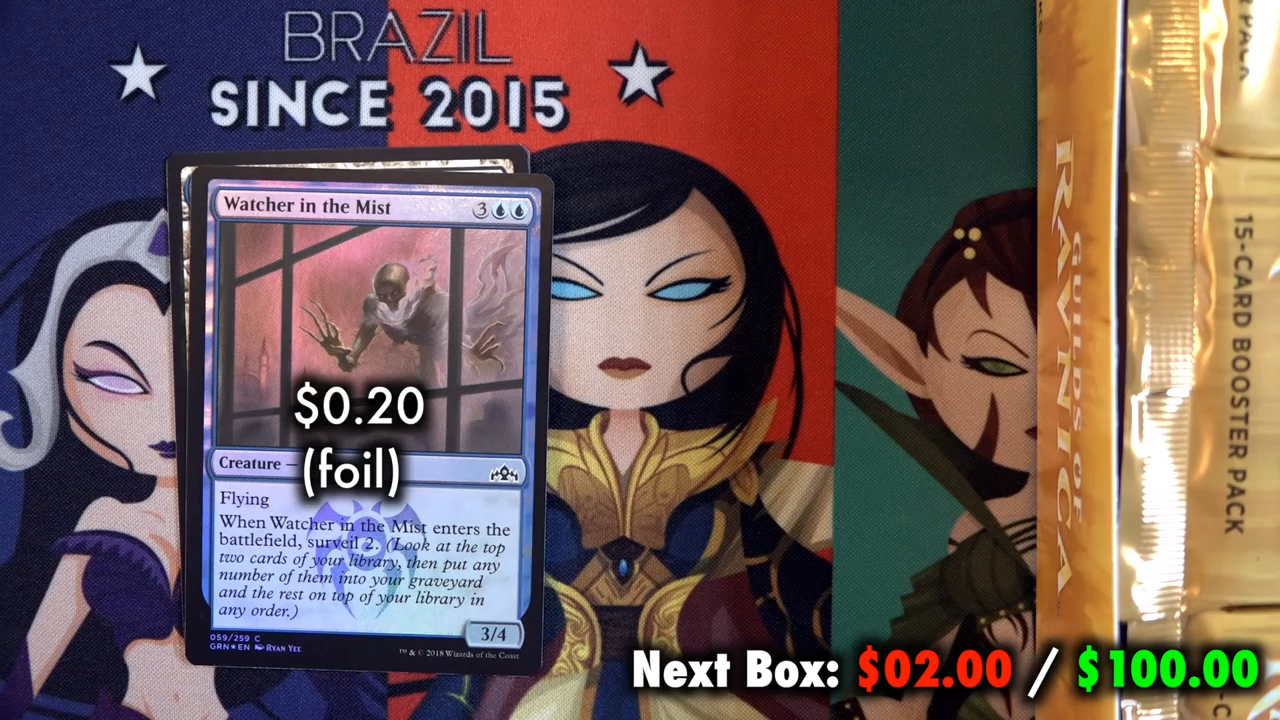 BRAZIL
SINCE 2015
Watcher in the Mist 3
$0.20
(foil)
Creature –
Flying
When Watcher in the Mist enters the
battlefield, surveil 2. (Look at the top
two cards of your library, then put any
number of them into your graveyard
and the rest on top of your library in
any order.)
3/4
059/259 C
GRN★EN RYAN YEE
™ & © 2018 Wizards of the Coast
GUILDS OF
RAVNICA
PACK
15-CARD BOOSTER PACK
Next Box: $02.00 / $100.00